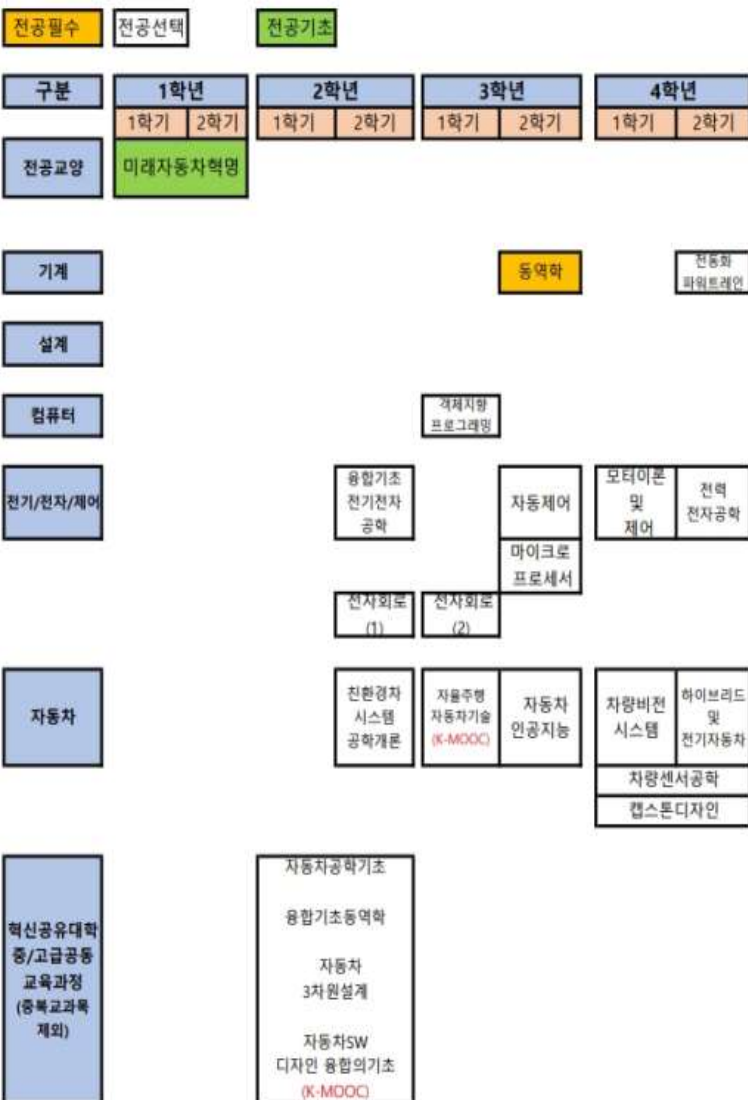 전공필수 전공선택 전공기초
구분 1학년 2학년 3학년 4학년
1학기 2학기 1학기 2학기 1학기 2학기 1학기 2학기
전공교양 미래자동차혁명
기계 동역학 전동화
파워트레인
설계
컴퓨터 객체지향
프로그래밍
전기/전자/제어
융합기초
전기전자
공학
자동제어
모터이론
및
제어
전력
전자공학
마이크로
프로세서
전자회로
(1)
전자회로
(2)
자동차
친환경차
시스템
공학개론
자율주행
자동차기술
(K-MOOC)
자동차
인공지능
차량비전
시스템
하이브리드
및
전기자동차
차량센서공학
캡스톤디자인
혁신공유대학
중/고급공동
교육과정
(중복교과목
제외)
자동차공학기초
융합기초동역학
자동차
3차원설계
자동차SW
디자인 융합의기초
(K-MOOC)